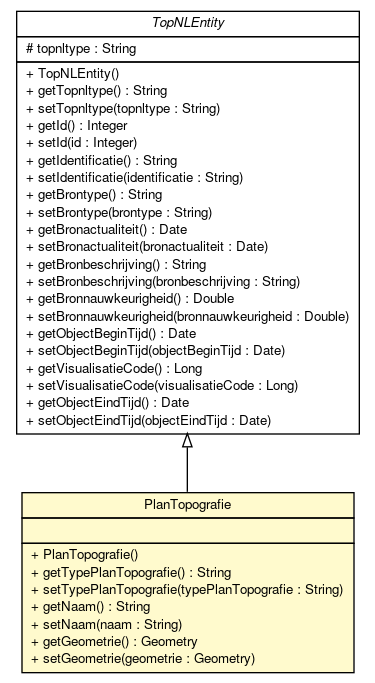 TopNLEntity
# topnltype : String
+ TopNLEntity()
+ getTopnltype() : String
+ setTopnltype(topnltype : String)
+ getId() : Integer
+ setId(id : Integer)
+ getIdentificatie() : String
+ setIdentificatie(identificatie : String)
+ getBrontype() : String
+ setBrontype(brontype : String)
+ getBronactualiteit() : Date
+ setBronactualiteit(bronactualiteit : Date)
+ getBronbeschrijving() : String
+ setBronbeschrijving(bronbeschrijving : String)
+ getBronnauwkeurigheid() : Double
+ setBronnauwkeurigheid(bronnauwkeurigheid : Double)
+ getObjectBeginTijd() : Date
+ setObjectBeginTijd(objectBeginTijd : Date)
+ getVisualisatieCode() : Long
+ setVisualisatieCode(visualisatieCode : Long)
+ getObjectEindTijd() : Date
+ setObjectEindTijd(objectEindTijd : Date)
PlanTopografie
+ PlanTopografie()
+ getTypePlanTopografie() : String
+ setTypePlanTopografie(typePlanTopografie : String)
+ getNaam() : String
+ setNaam(naam : String)
+ getGeometrie() : Geometry
+ setGeometrie(geometrie : Geometry)